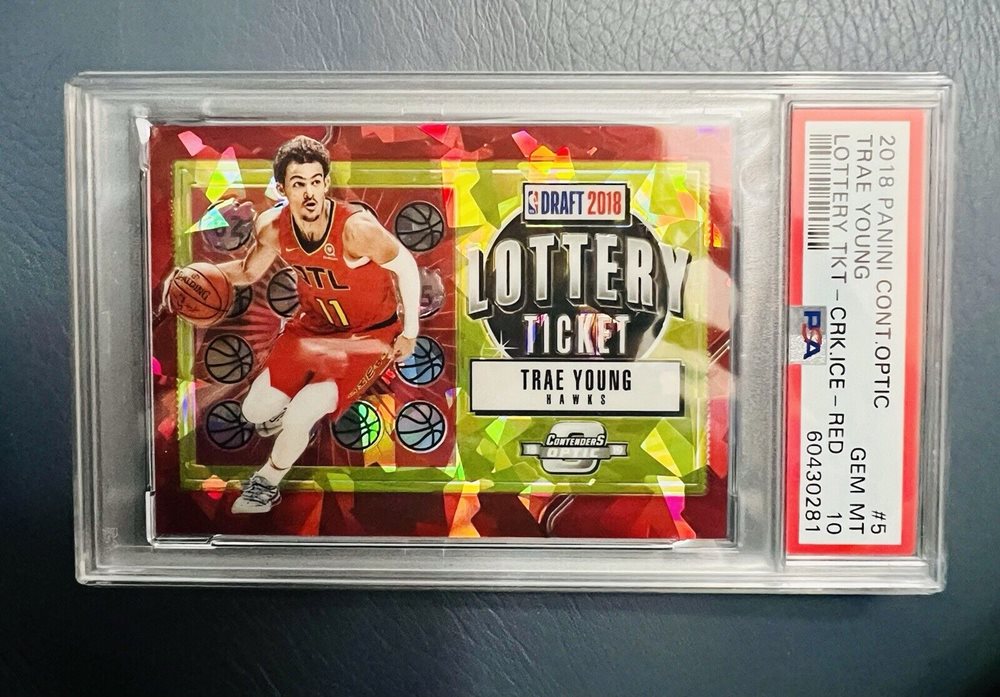 DRAFT 2018
LOTTERY
TICKET
TRAE YOUNG
HAWKS
CONTENDERS
OPTIC
ATL
11
SPALDING
2018 PANINI CONT.OPTIC #5
TRAE YOUNG GEM MT
LOTTERY TKT-CRK.ICE-RED 10
60430281
PSA